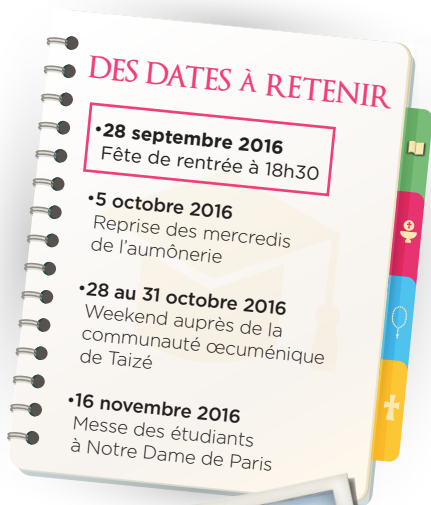 DES DATES À RETENIR
•28 septembre 2016
Fête de rentrée à 18h30
•5 octobre 2016
Reprise des mercredis
de l'aumônerie
•28 au 31 octobre 2016
Weekend auprès de la
communauté œcuménique
de Taizé
•16 novembre 2016
Messe des étudiants
à Notre Dame de Paris